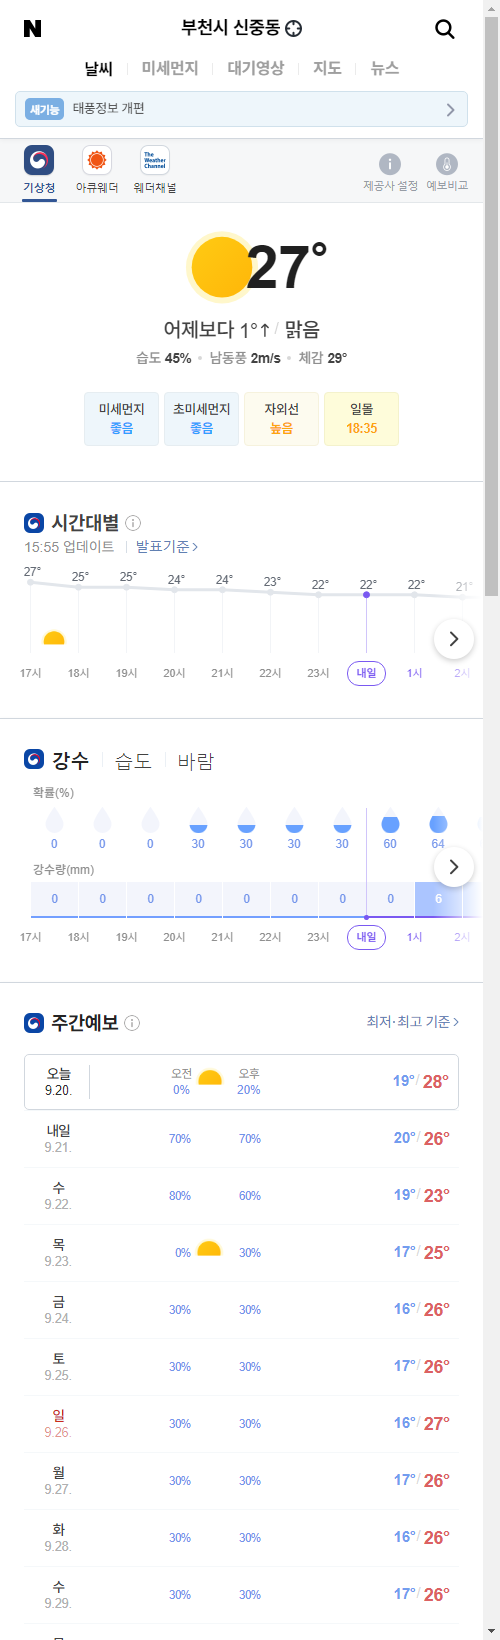 N
부천시 신중동
날씨 미세먼지 대기영상 지도 뉴스
새기능 태풍정보 개편
The Weather Channel
기상청 아큐웨더 웨더채널 제공사 설정 예보비교
27°
어제보다 1°↑ / 맑음
습도 45% • 남동풍 2m/s • 체감 29°
미세먼지 초미세먼지 자외선 일몰
좋음 좋음 높음 18:35
시간대별
15:55 업데이트 발표기준 >
27° 25° 25° 24° 24° 23° 22° 22° 22° 21°
17시 18시 19시 20시 21시 22시 23시 내일 1시 2시
강수 습도 바람
확률(%)
0 0 0 30 30 30 30 60 64
강수량(mm)
0 0 0 0 0 0 0 0 6
17시 18시 19시 20시 21시 22시 23시 내일 1시 2시
주간예보 최저·최고 기준 >
오늘 오전 오후
9.20. 0% 20% 19° / 28°
내일
9.21. 70% 70% 20° / 26°
수
9.22. 80% 60% 19° / 23°
목
9.23. 0% 30% 17° / 25°
금
9.24. 30% 30% 16° / 26°
토
9.25. 30% 30% 17° / 26°
일
9.26. 30% 30% 16° / 27°
월
9.27. 30% 30% 17° / 26°
화
9.28. 30% 30% 16° / 26°
수
9.29. 30% 30% 17° / 26°